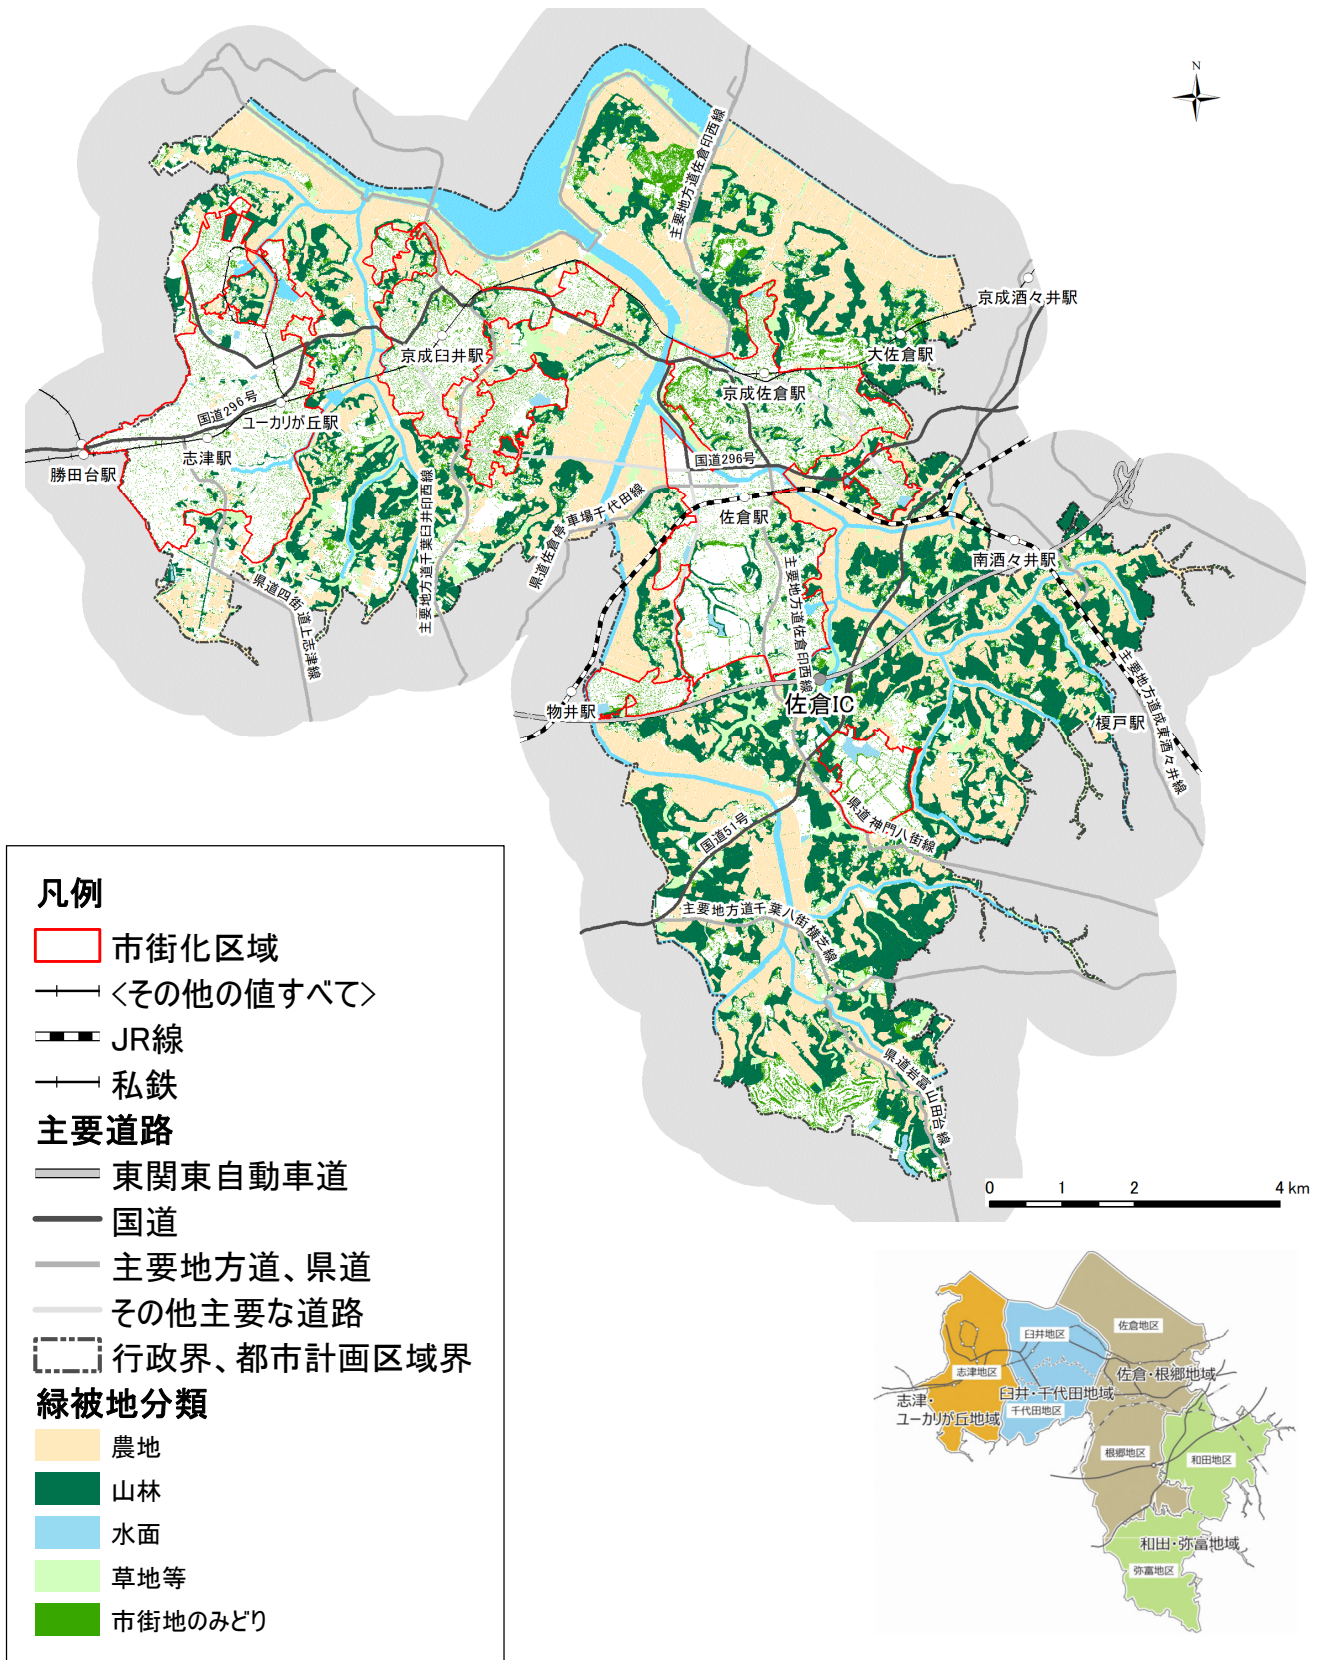 N
主要地方道佐倉印西線
京成酒々井駅
大佐倉駅
京成臼井駅
京成佐倉駅
国道296号
ユーカリが丘駅
志津駅
勝田台駅
国道296号
佐倉駅
県道佐倉停車場千代田線
主要地方道千葉臼井印西線
南酒々井駅
県道四街道上志津線
主要地方道佐倉印西線
主要地方道成東酒々井線
物井駅
佐倉IC
榎戸駅
国道51号
県道神門八街線
主要地方道千葉八街横芝線
県道岩富山田台線
0 1 2 4 km
凡例
市街化区域
<その他の値すべて>
JR線
私鉄
主要道路
東関東自動車道
国道
主要地方道、県道
その他主要な道路
行政界、都市計画区域界
緑被地分類
農地
山林
水面
草地等
市街地のみどり
佐倉地区
臼井地区
志津地区
佐倉・根郷地域
臼井・千代田地域
志津・
ユーカリが丘地域
千代田地区
根郷地区
和田地区
和田・弥富地域
弥富地区